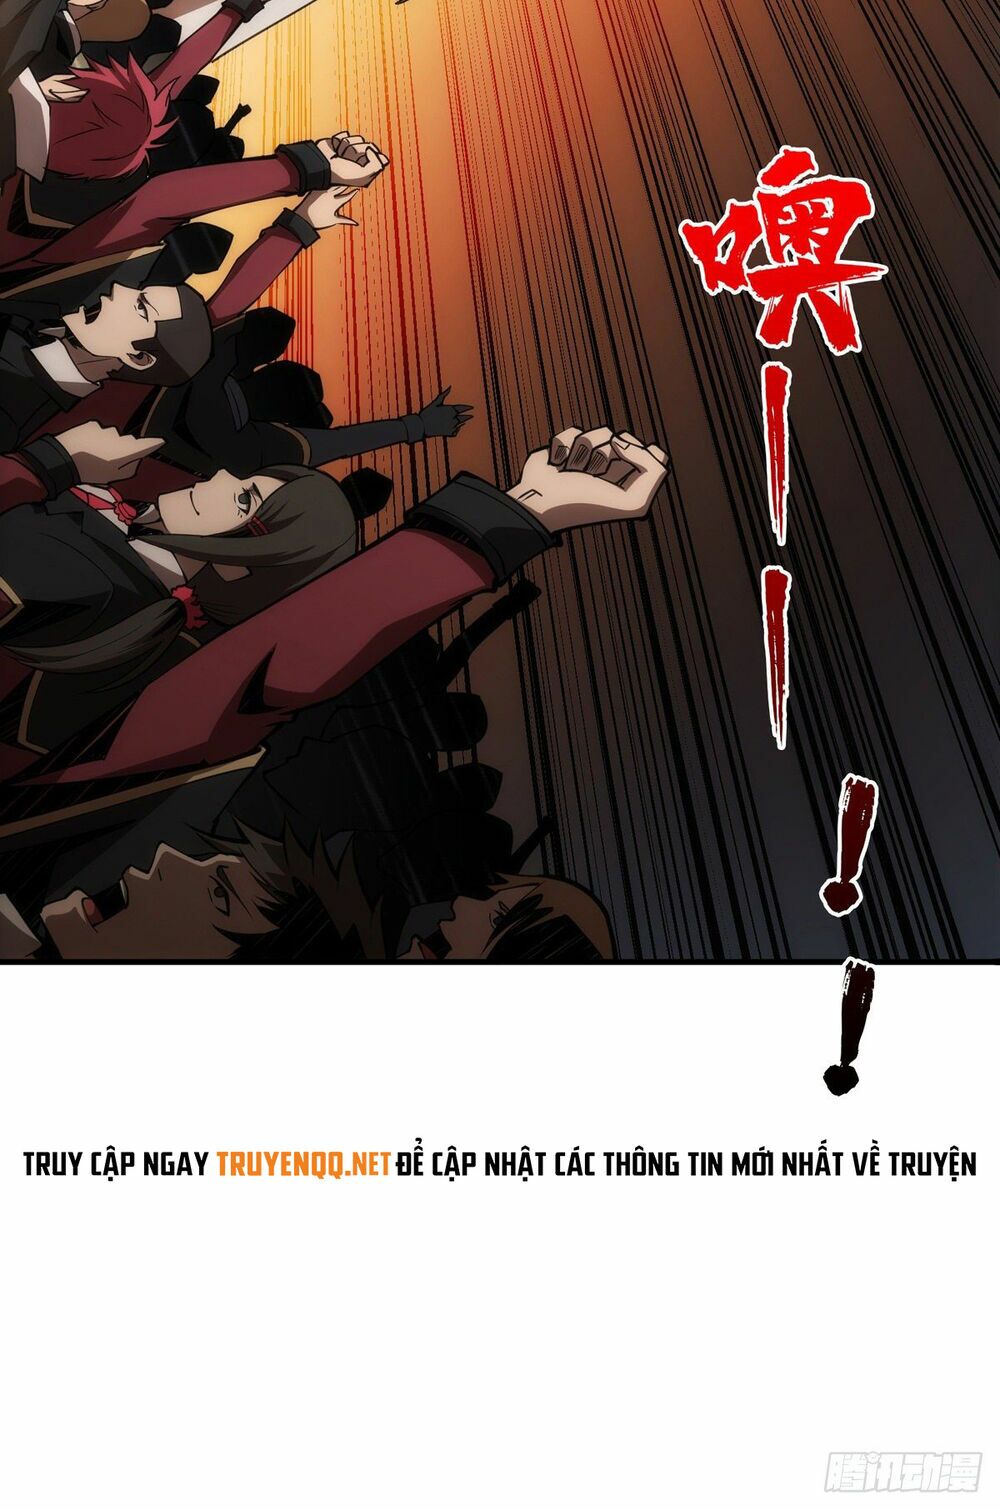 噢——！！
TRUY CẬP NGAY TRUYENQQ.NET ĐỂ CẬP NHẬT CÁC THÔNG TIN MỚI NHẤT VỀ TRUYỆN
腾讯动漫